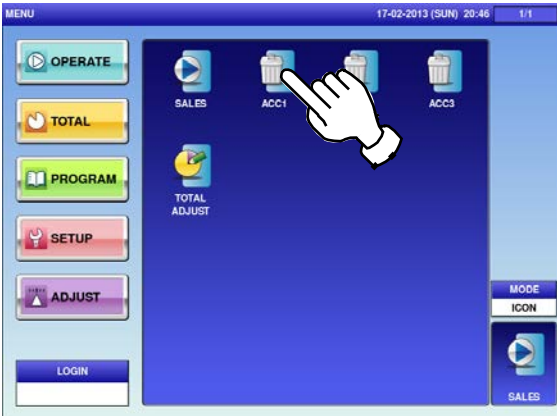 MENU
17-02-2013 (SUN) 20:46
1/1
OPERATE
TOTAL
PROGRAM
SETUP
ADJUST
LOGIN
SALES
ACC1
ACC3
TOTAL
ADJUST
MODE
ICON
SALES